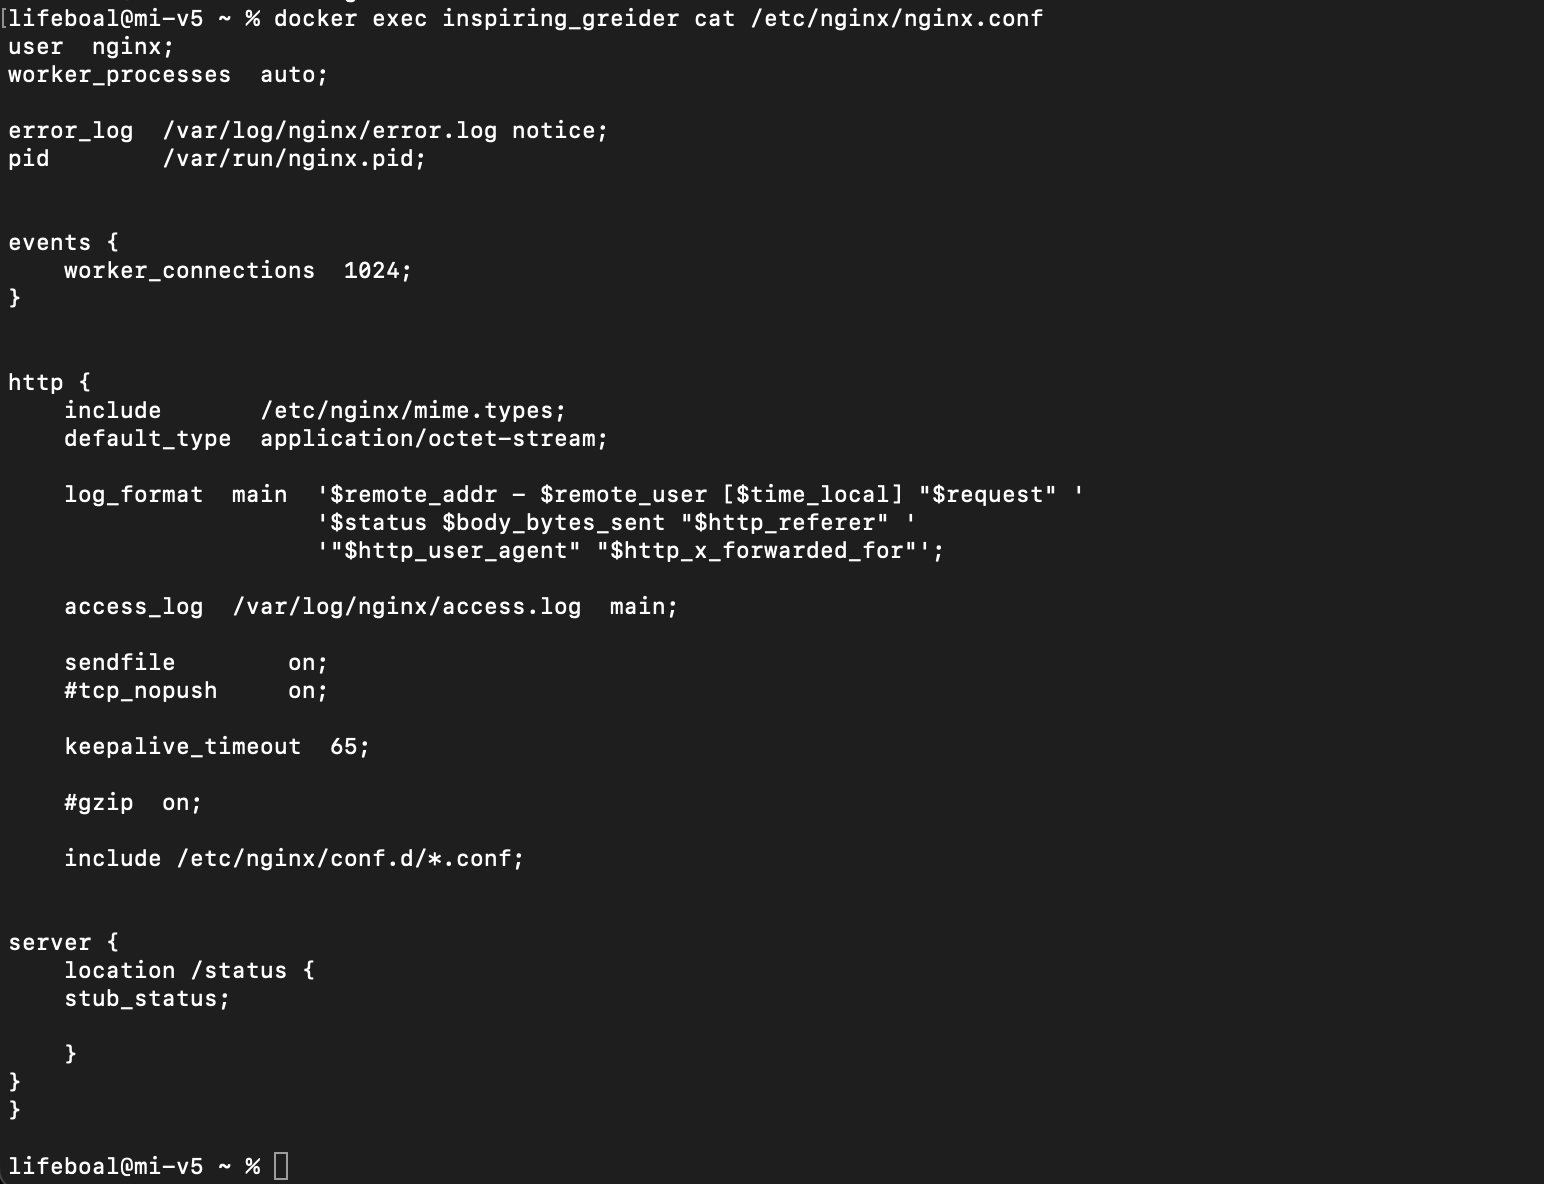 [lifeboal@mi-v5 ~ % docker exec inspiring_greider cat /etc/nginx/nginx.conf
user  nginx;
worker_processes  auto;

error_log  /var/log/nginx/error.log notice;
pid        /var/run/nginx.pid;


events {
    worker_connections  1024;
}


http {
    include       /etc/nginx/mime.types;
    default_type  application/octet-stream;

    log_format  main  '$remote_addr - $remote_user [$time_local] "$request" '
                      '$status $body_bytes_sent "$http_referer" '
                      '"$http_user_agent" "$http_x_forwarded_for"';

    access_log  /var/log/nginx/access.log  main;

    sendfile        on;
    #tcp_nopush     on;

    keepalive_timeout  65;

    #gzip  on;

    include /etc/nginx/conf.d/*.conf;


server {
    location /status {
    stub_status;

    }
}
}

lifeboal@mi-v5 ~ %